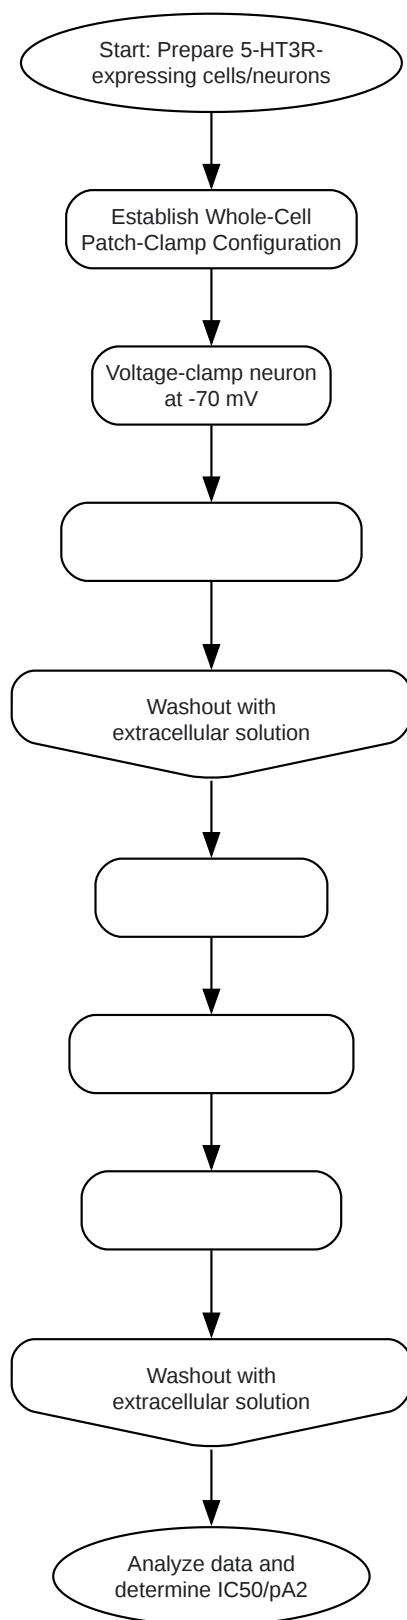 Start: Prepare 5-HT3R-
expressing cells/neurons
Establish Whole-Cell
Patch-Clamp Configuration
Voltage-clamp neuron
at -70 mV
Washout with
extracellular solution
Washout with
extracellular solution
Analyze data and
determine IC50/pA2